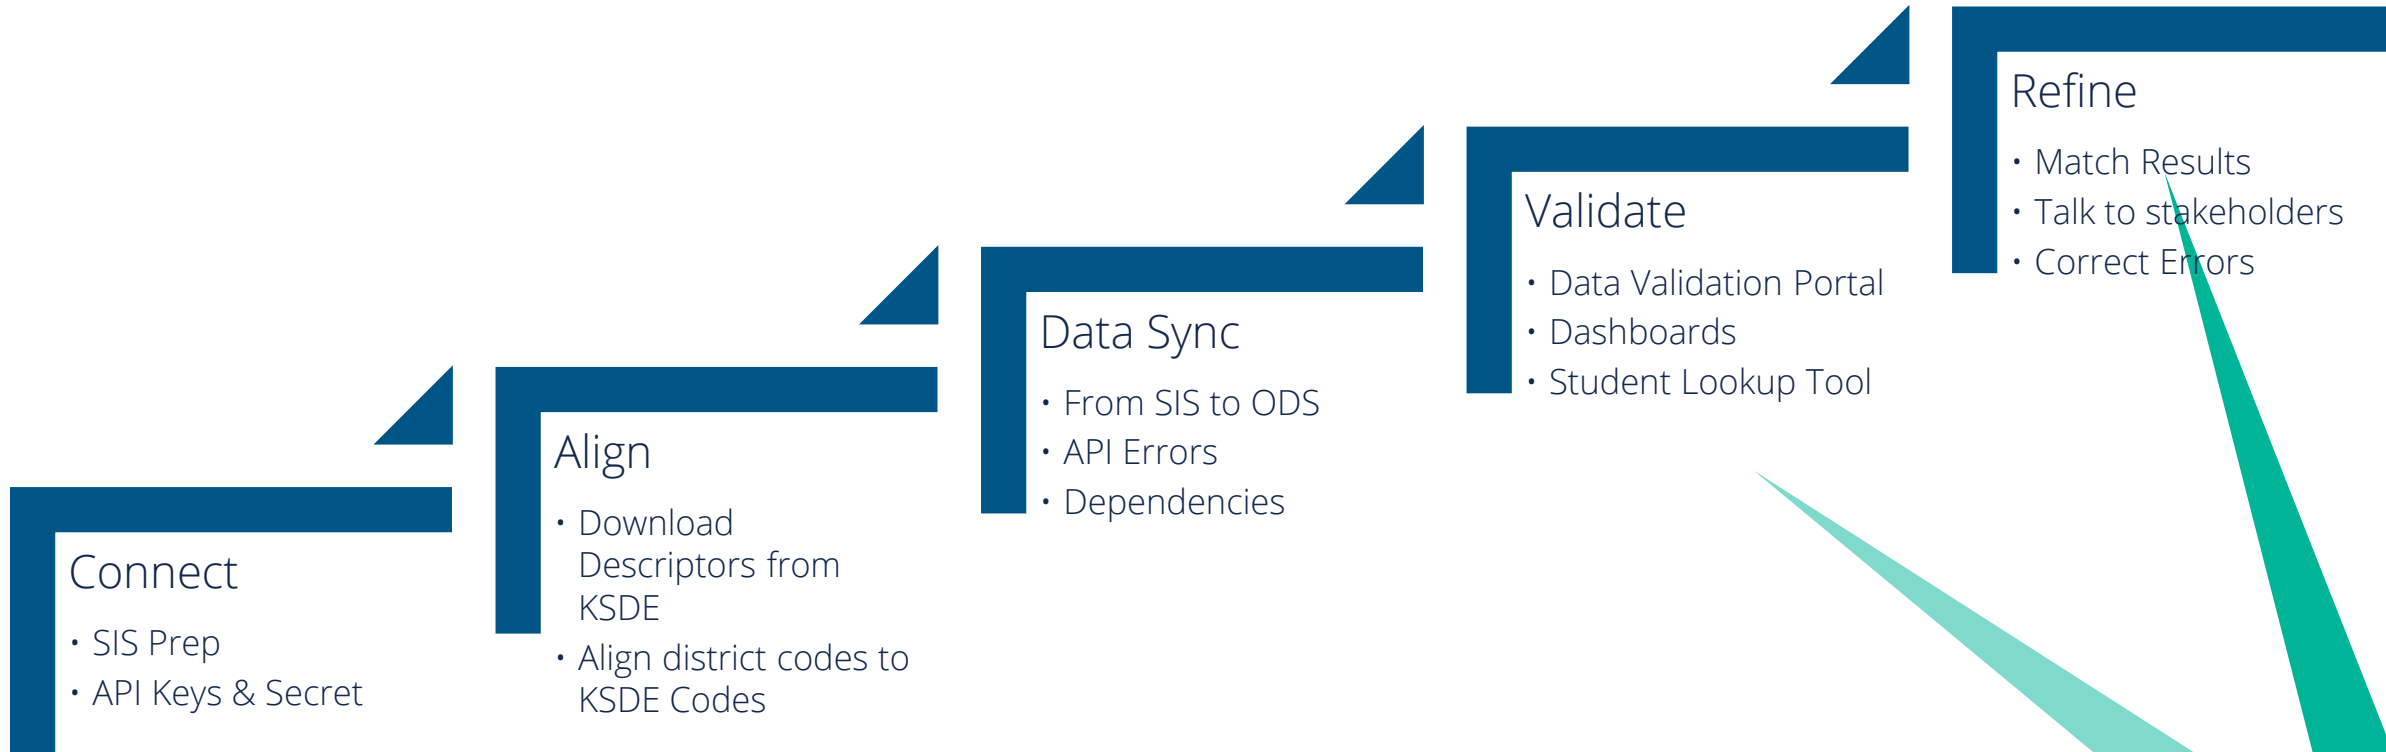 Connect
• SIS Prep
• API Keys & Secret
Align
• Download
Descriptors from
KSDE
• Align district codes to
KSDE Codes
Data Sync
• From SIS to ODS
• API Errors
• Dependencies
Validate
• Data Validation Portal
• Dashboards
• Student Lookup Tool
Refine
• Match Results
• Talk to stakeholders
• Correct Errors